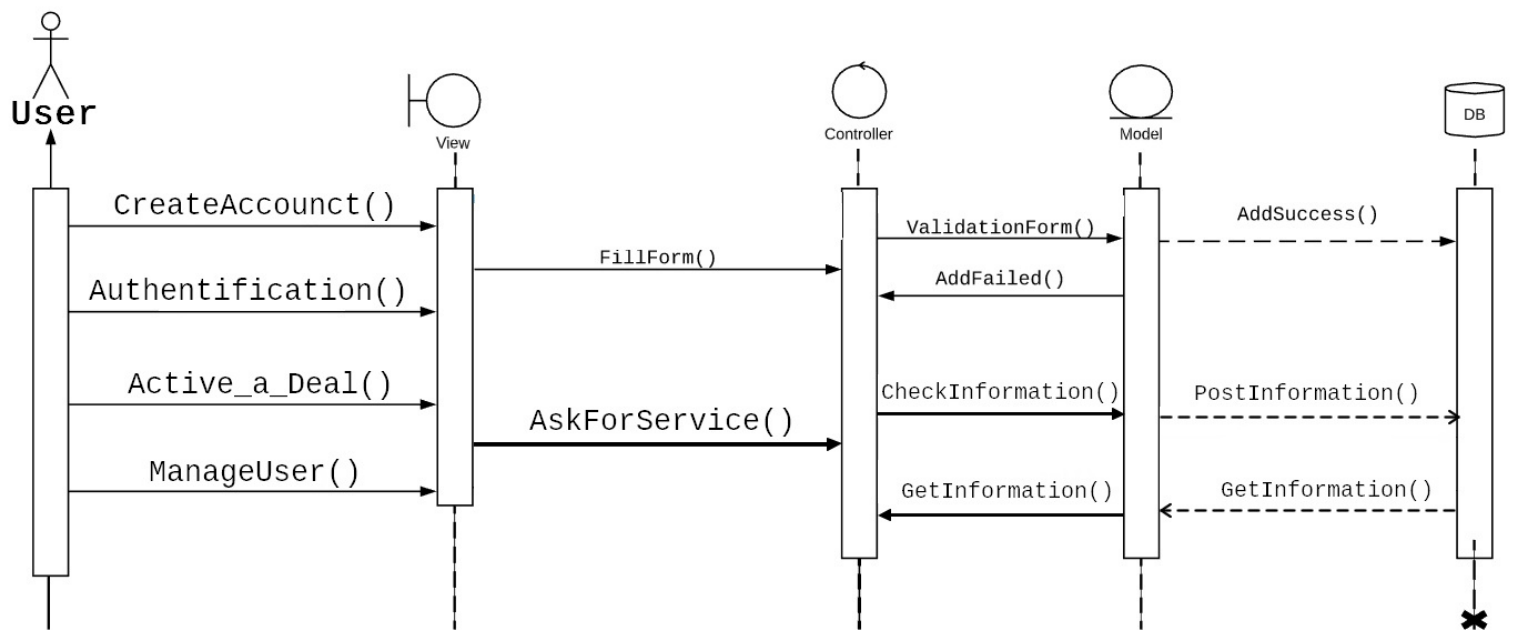 User
View
Controller
Model
DB
CreateAccounct()
ValidationForm()
AddSuccess()
FillForm()
AddFailed()
Authentification()
Active_a_Deal()
CheckInformation()
PostInformation()
AskForService()
ManageUser()
GetInformation()
GetInformation()